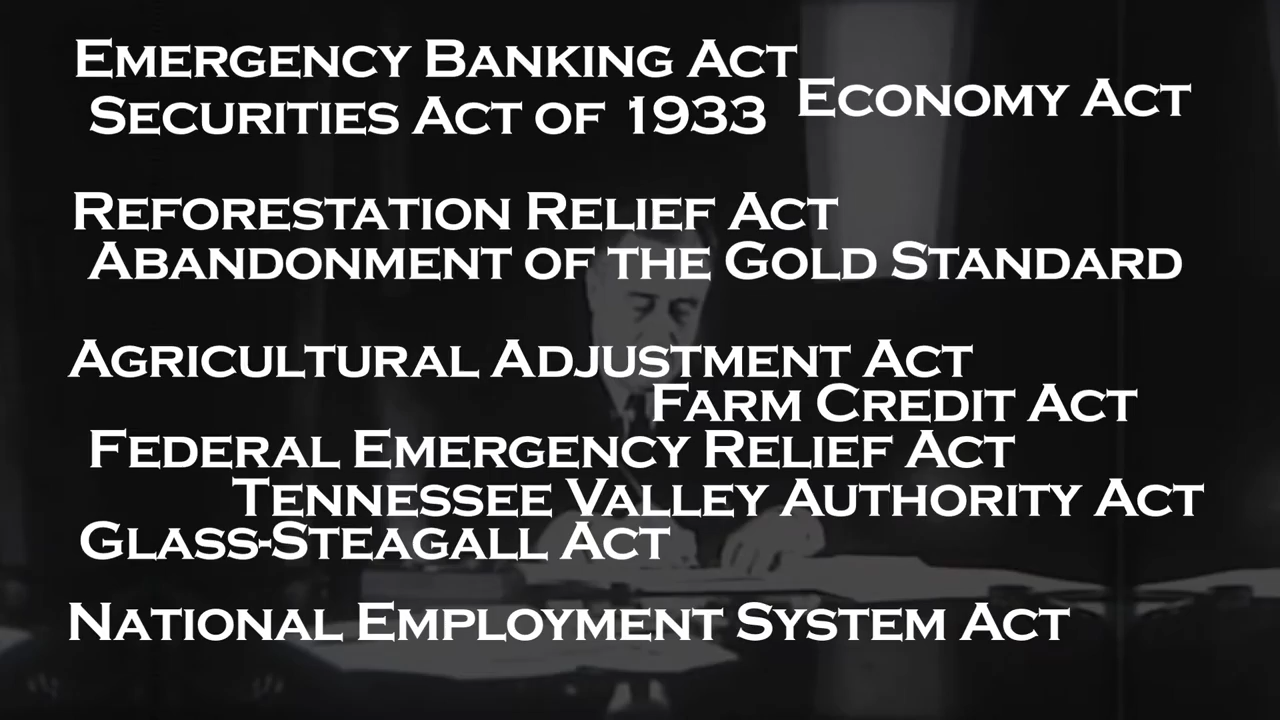 Emergency Banking Act
Economy Act
Securities Act of 1933
Reforestation Relief Act
Abandonment of the Gold Standard
Agricultural Adjustment Act
Farm Credit Act
Federal Emergency Relief Act
Tennessee Valley Authority Act
Glass-Steagall Act
National Employment System Act